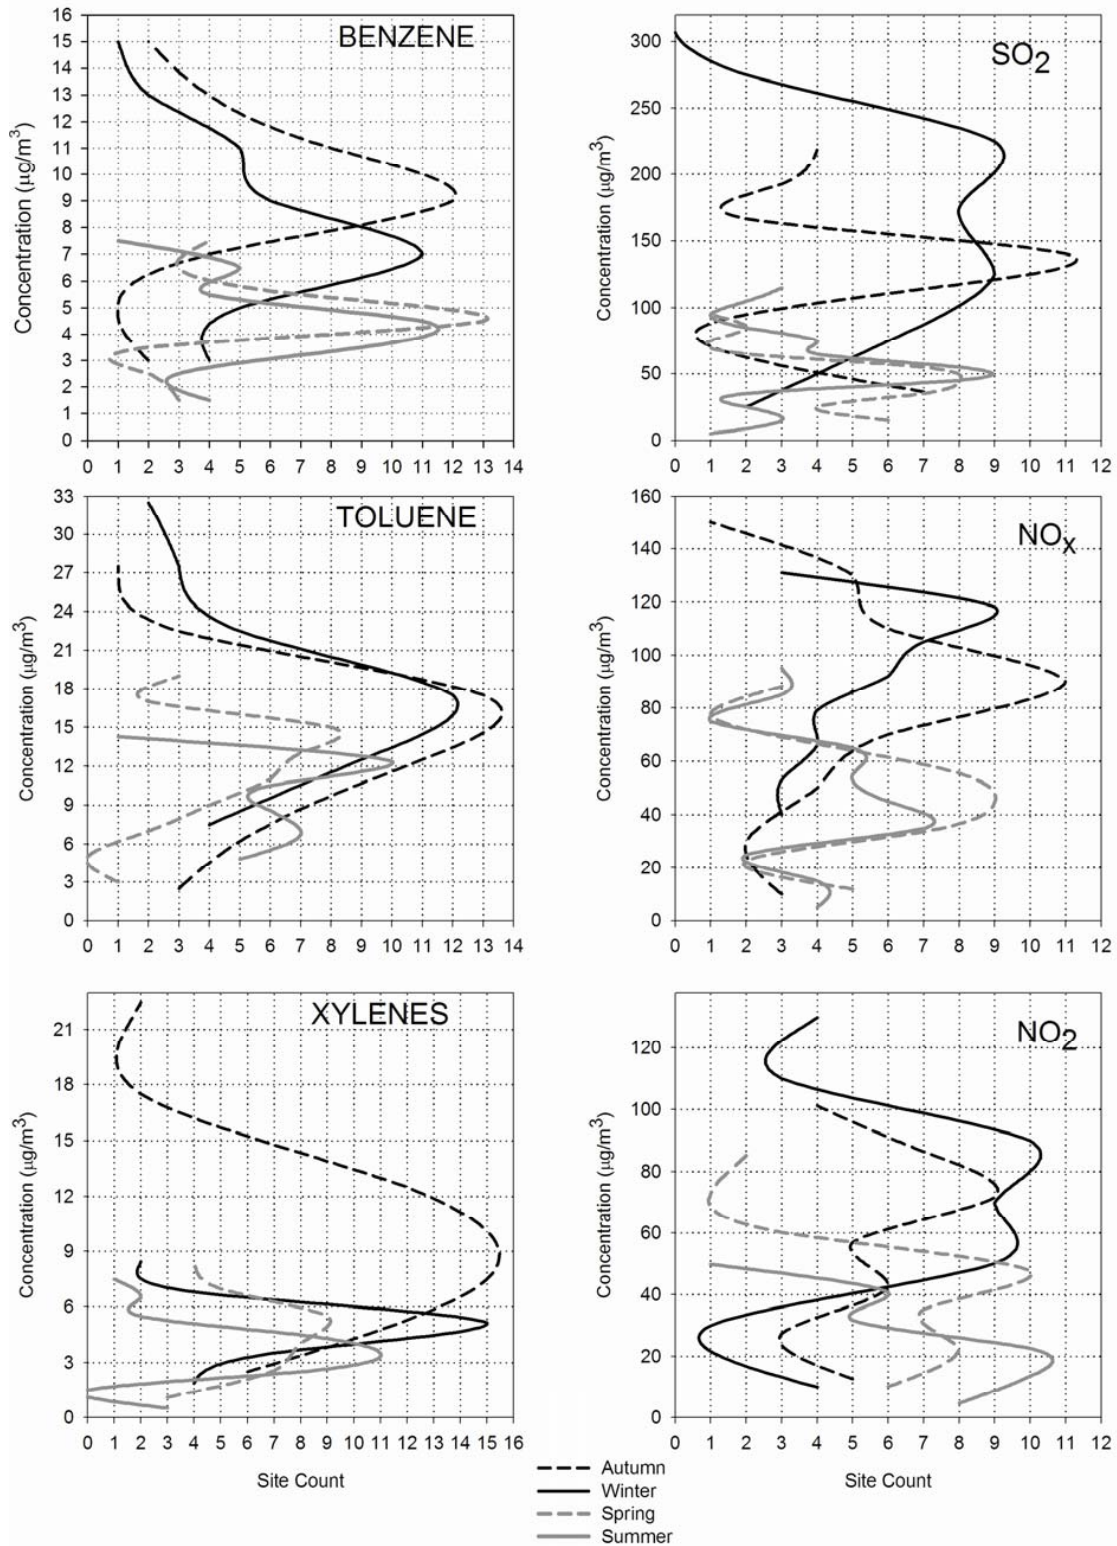 BENZENE
Concentration (µg/m³)
16
15
14
13
12
11
10
9
8
7
6
5
4
3
2
1
0
0 1 2 3 4 5 6 7 8 9 10 11 12 13 14
SO₂
Concentration (µg/m³)
300
250
200
150
100
50
0
0 1 2 3 4 5 6 7 8 9 10 11 12
TOLUENE
Concentration (µg/m³)
33
30
27
24
21
18
15
12
9
6
3
0
0 1 2 3 4 5 6 7 8 9 10 11 12 13 14
NOₓ
Concentration (µg/m³)
160
140
120
100
80
60
40
20
0
0 1 2 3 4 5 6 7 8 9 10 11 12
XYLENES
Concentration (µg/m³)
21
18
15
12
9
6
3
0
0 1 2 3 4 5 6 7 8 9 10 11 12 13 14 15 16
Site Count
NO₂
Concentration (µg/m³)
120
100
80
60
40
20
0
0 1 2 3 4 5 6 7 8 9 10 11 12
Site Count
Autumn
Winter
Spring
Summer